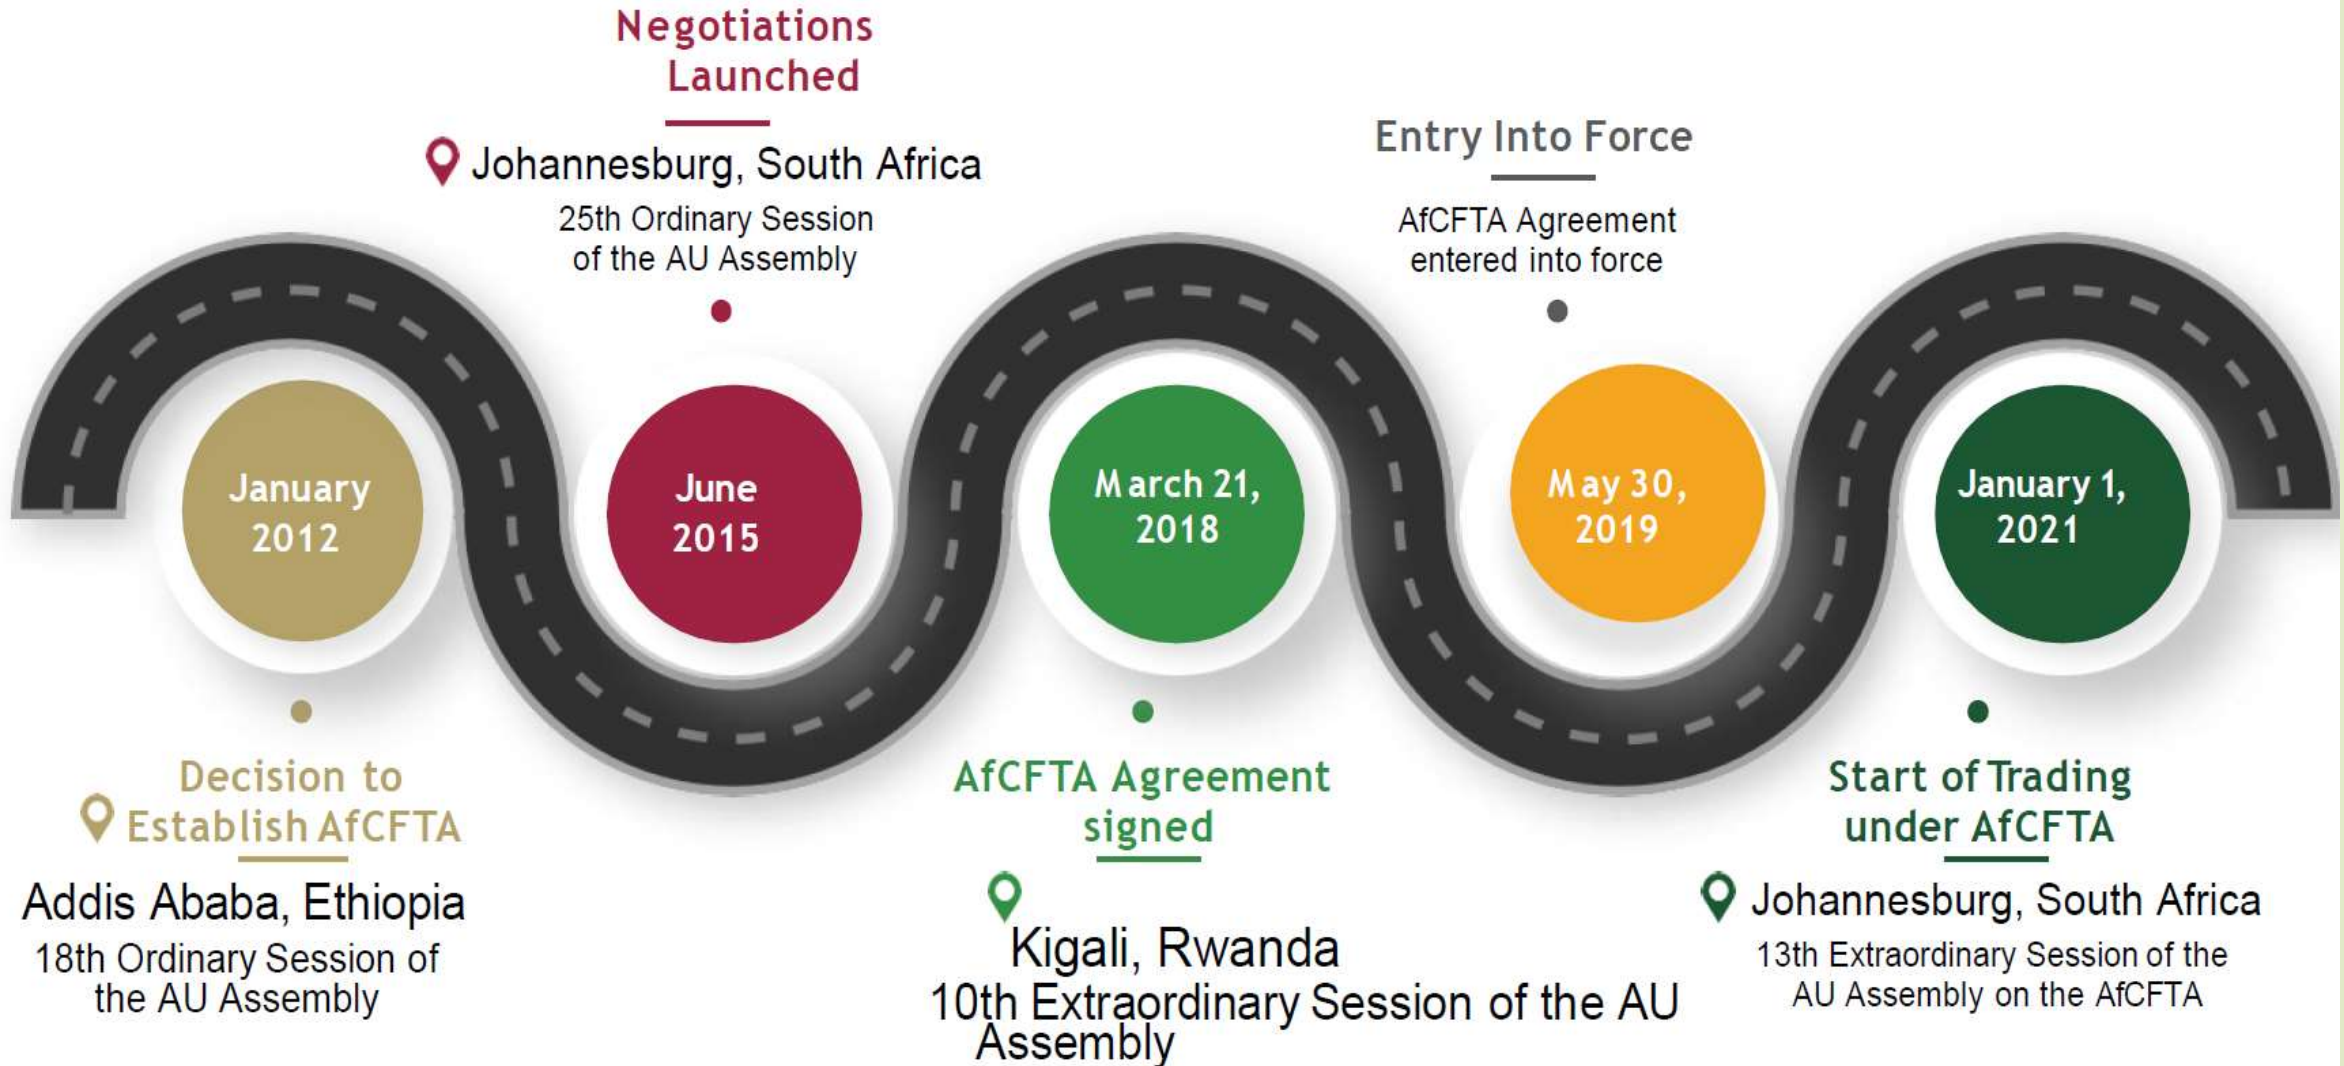 Negotiations
Launched
Johannesburg, South Africa
25th Ordinary Session
of the AU Assembly
Entry Into Force
AfCFTA Agreement
entered into force
January
2012
June
2015
March 21,
2018
May 30,
2019
January 1,
2021
Decision to
Establish AfCFTA
Addis Ababa, Ethiopia
18th Ordinary Session of
the AU Assembly
AfCFTA Agreement
signed
Kigali, Rwanda
10th Extraordinary Session of the AU
Assembly
Start of Trading
under AfCFTA
Johannesburg, South Africa
13th Extraordinary Session of the
AU Assembly on the AfCFTA